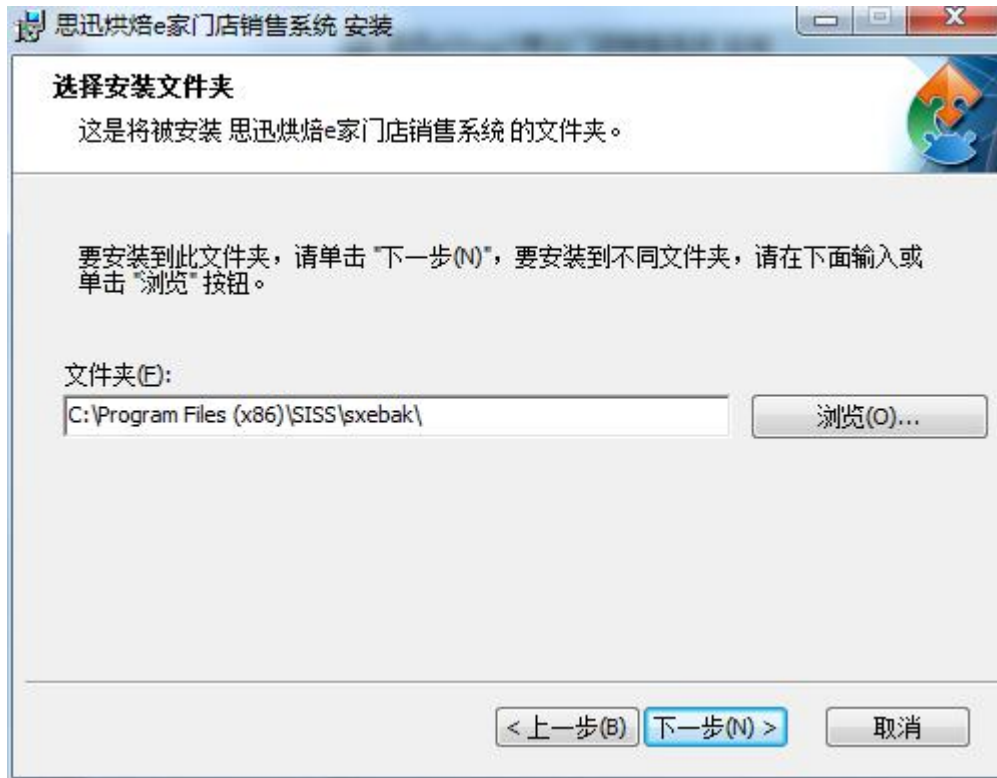 思迅烘焙e家门店销售系统 安装
选择安装文件夹
这是将被安装 思迅烘焙e家门店销售系统 的文件夹。
要安装到此文件夹，请单击 "下一步(N)"，要安装到不同文件夹，请在下面输入或
单击 "浏览" 按钮。
文件夹(F):
C:\Program Files (x86)\SISS\sxebak\
浏览(O)...
< 上一步(B)
下一步(N) >
取消